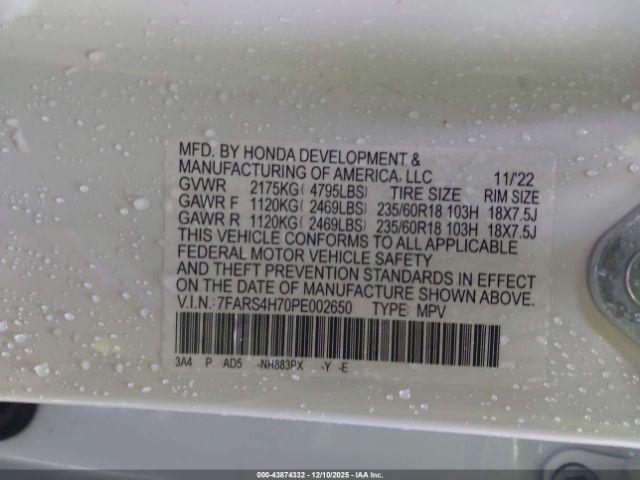 MFD. BY HONDA DEVELOPMENT &
MANUFACTURING OF AMERICA, LLC 11/'22
GVWR 2175KG( 4795LBS) TIRE SIZE RIM SIZE
GAWR F 1120KG( 2469LBS) 235/60R18 103H 18X7.5J
GAWR R 1120KG( 2469LBS) 235/60R18 103H 18X7.5J
THIS VEHICLE CONFORMS TO ALL APPLICABLE
FEDERAL MOTOR VEHICLE SAFETY
AND THEFT PREVENTION STANDARDS IN EFFECT
ON THE DATE OF MANUFACTURE SHOWN ABOVE.
V.I.N.:7FARS4H70PE002650 TYPE: MPV
3A4 P AD5 -NH883PX -Y -E
000-43874332 - 12/10/2025 - COPYRIGHT IAA. LLC